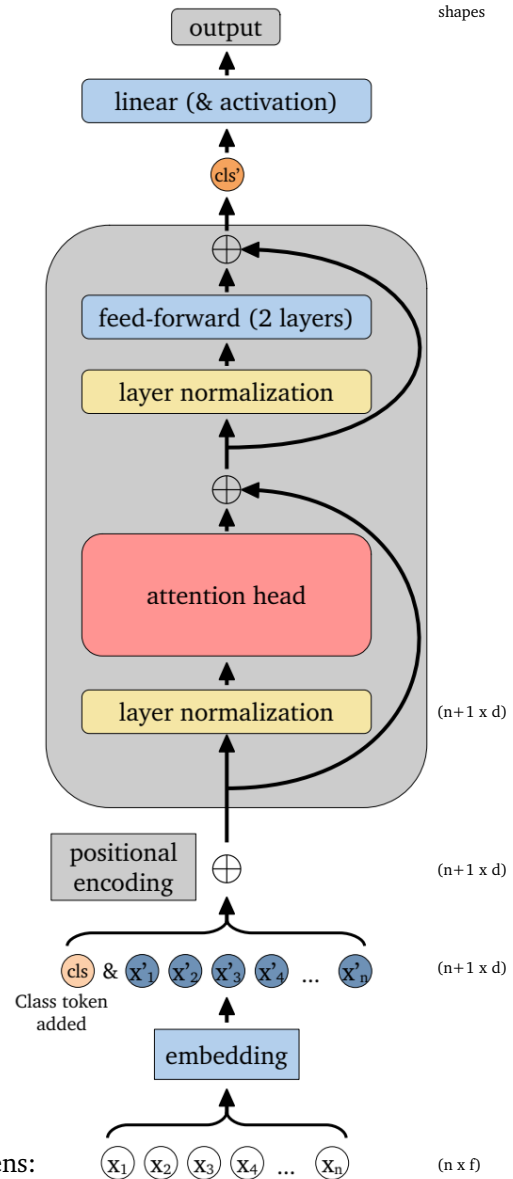 shapes
output
linear (& activation)
cls'
feed-forward (2 layers)
layer normalization
attention head
layer normalization
(n+1 x d)
positional
encoding
(n+1 x d)
cls & x'1 x'2 x'3 x'4 ... x'n
(n+1 x d)
Class token
added
embedding
ens:
x1 x2 x3 x4 ... xn
(n x f)